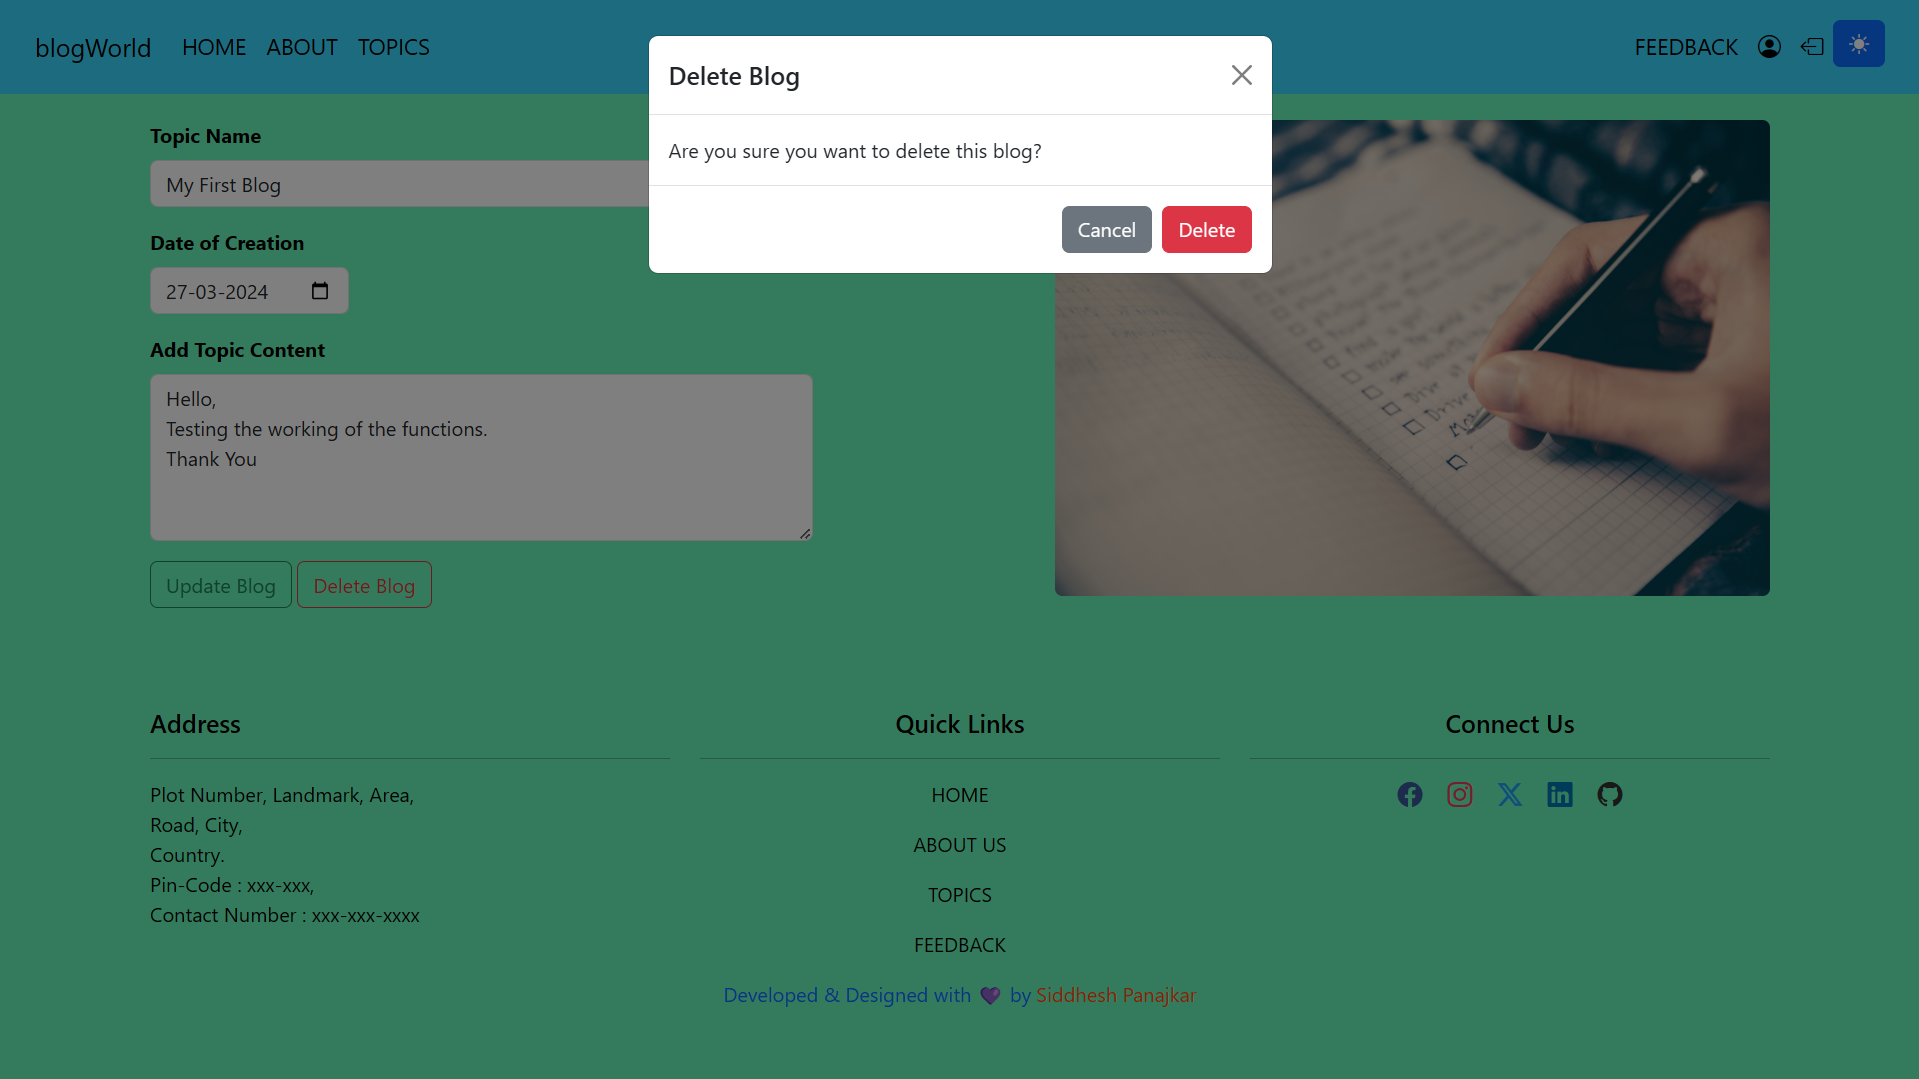 blogWorld HOME ABOUT TOPICS FEEDBACK
Delete Blog
Are you sure you want to delete this blog?
Cancel Delete
Topic Name
My First Blog
Date of Creation
27-03-2024
Add Topic Content
Hello,
Testing the working of the functions.
Thank You
Update Blog Delete Blog
Address
Plot Number, Landmark, Area,
Road, City,
Country.
Pin-Code : xxx-xxx,
Contact Number : xxx-xxx-xxxx
Quick Links
HOME
ABOUT US
TOPICS
FEEDBACK
Connect Us
Developed & Designed with 💜 by Siddhesh Panajkar